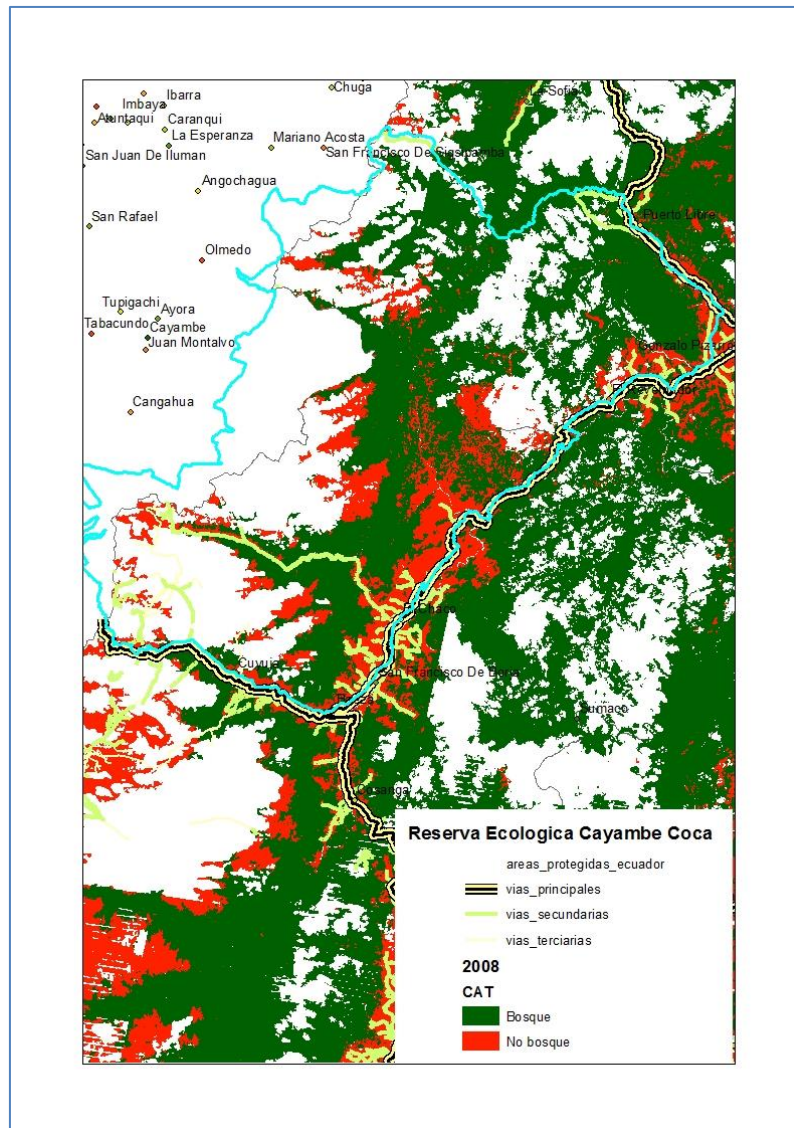 Chuga
La Sofia
Ibarra
Imbaya
Atuntaqui
Caranqui
La Esperanza
Mariano Acosta
San Francisco De Sigsipamba
San Juan De Iluman
Angochagua
San Rafael
Puerto Libre
Olmedo
Tupigachi
Ayora
Tabacundo
Cayambe
Juan Montalvo
Gonzalo Pizarro
Cangahua
El Chaco
Cuyuja
San Francisco De Borja
Baeza
Sumaco
Cosanga
Reserva Ecologica Cayambe Coca
areas_protegidas_ecuador
vias_principales
vias_secundarias
vias_terciarias
2008
CAT
Bosque
No bosque